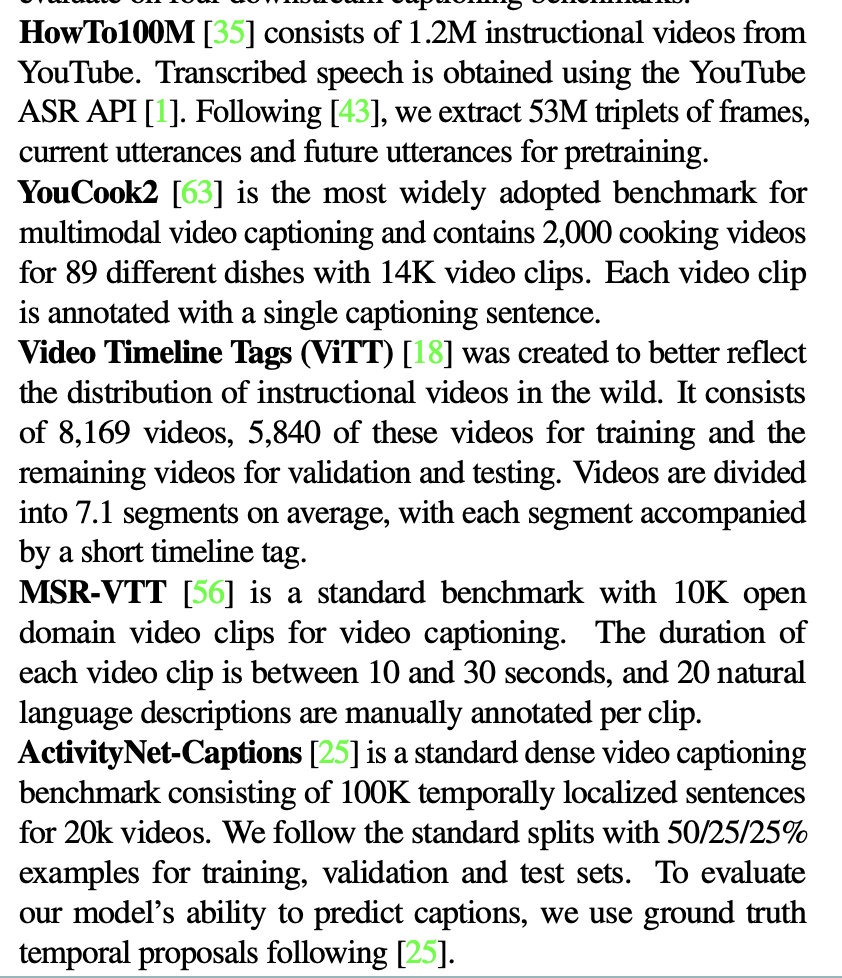 evaluate on four downstream captioning benchmarks.
HowTo100M [35] consists of 1.2M instructional videos from
YouTube. Transcribed speech is obtained using the YouTube
ASR API [1]. Following [43], we extract 53M triplets of frames,
current utterances and future utterances for pretraining.
YouCook2 [63] is the most widely adopted benchmark for
multimodal video captioning and contains 2,000 cooking videos
for 89 different dishes with 14K video clips. Each video clip
is annotated with a single captioning sentence.
Video Timeline Tags (ViTT) [18] was created to better reflect
the distribution of instructional videos in the wild. It consists
of 8,169 videos, 5,840 of these videos for training and the
remaining videos for validation and testing. Videos are divided
into 7.1 segments on average, with each segment accompanied
by a short timeline tag.
MSR-VTT [56] is a standard benchmark with 10K open
domain video clips for video captioning. The duration of
each video clip is between 10 and 30 seconds, and 20 natural
language descriptions are manually annotated per clip.
ActivityNet-Captions [25] is a standard dense video captioning
benchmark consisting of 100K temporally localized sentences
for 20k videos. We follow the standard splits with 50/25/25%
examples for training, validation and test sets. To evaluate
our model's ability to predict captions, we use ground truth
temporal proposals following [25].